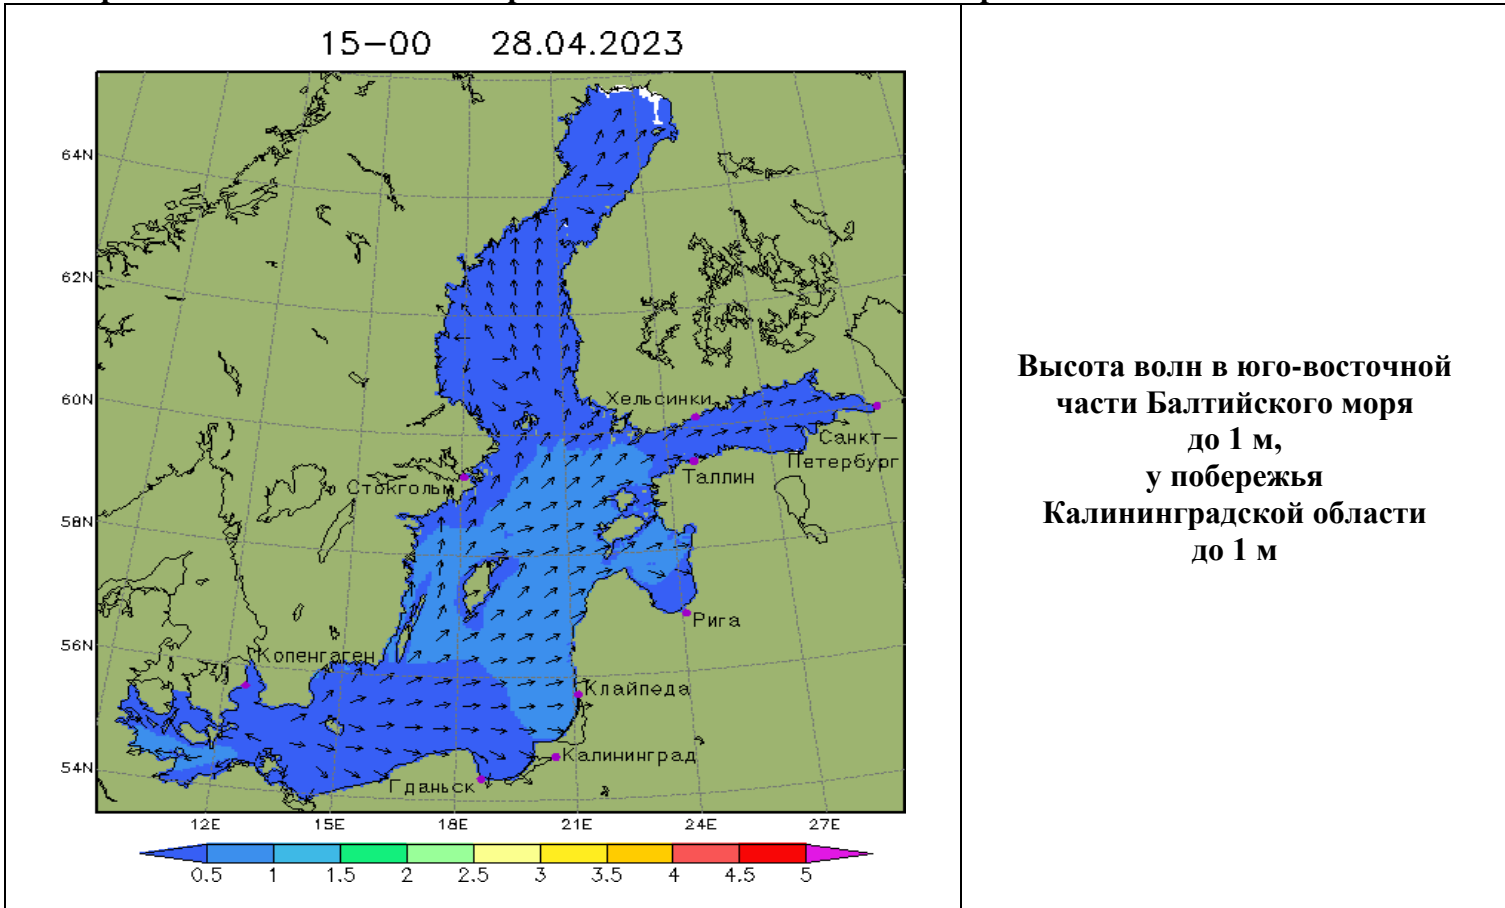 15-00 28.04.2023
64N
62N
60N
58N
56N
54N
Хельсинки
Санкт-
Петербург
Таллин
Стокгольм
Рига
Копенгаген
Клайпеда
Калининград
Гданьск
12E 15E 18E 21E 24E 27E
0.5 1 1.5 2 2.5 3 3.5 4 4.5 5
Высота волн в юго-восточной
части Балтийского моря
до 1 м,
у побережья
Калининградской области
до 1 м